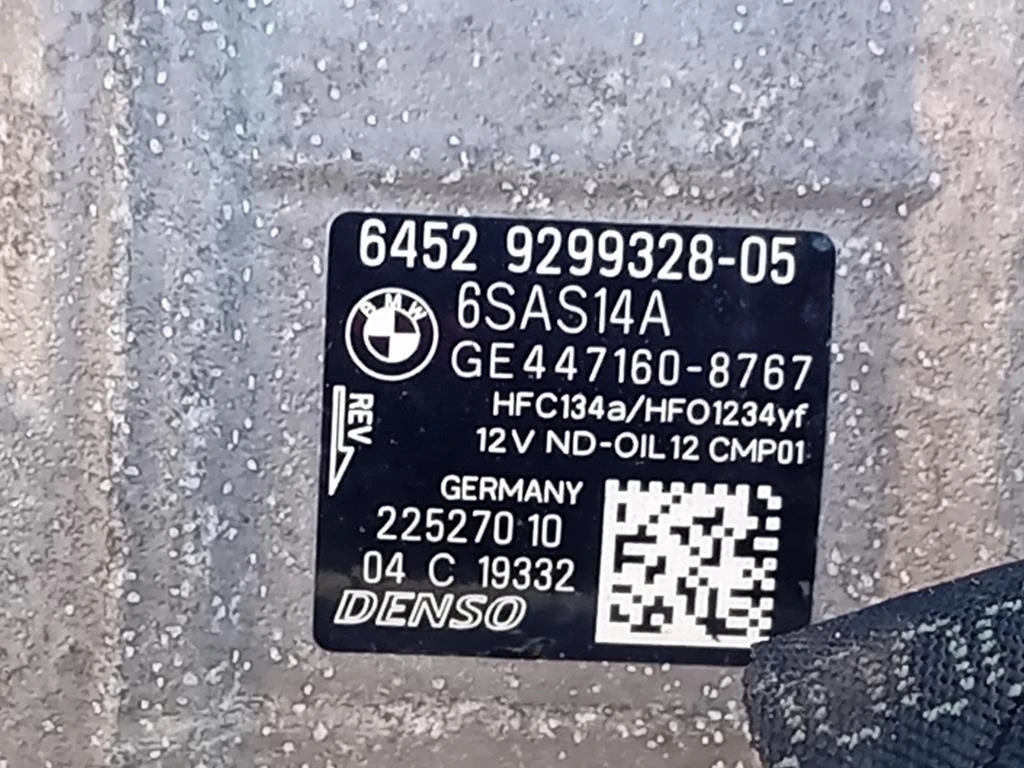 6452 9299328-05
BMW
6SAS14A
GE447160-8767
HFC134a/HFO1234yf
REV
12V ND-OIL12 CMP01
GERMANY
225270 10
04 C 19332
DENSO